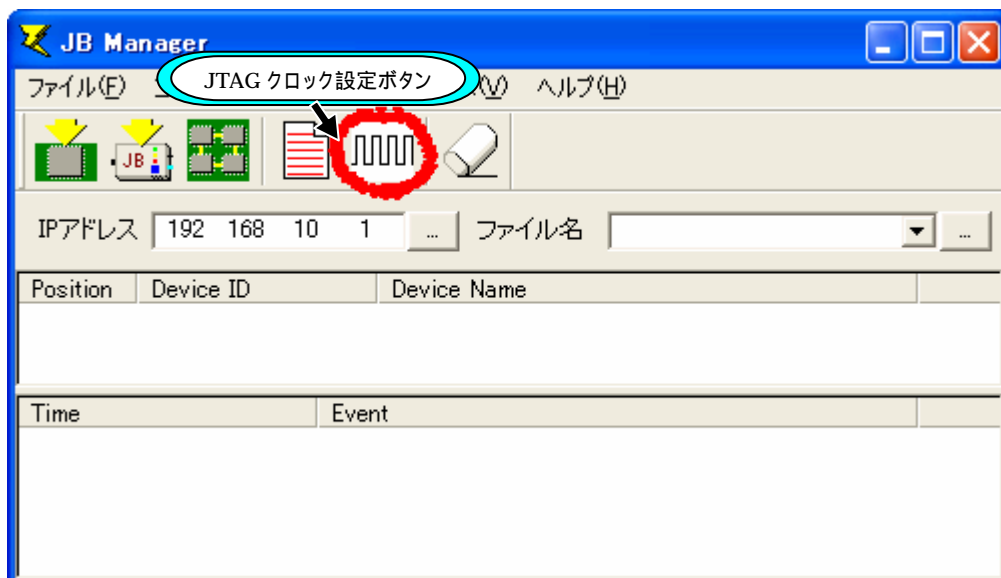 JB Manager
ファイル(F) (V) ヘルプ(H)
JTAG クロック設定ボタン
JB
IPアドレス 192 168 10 1 ... ファイル名 ...
Position Device ID Device Name
Time Event